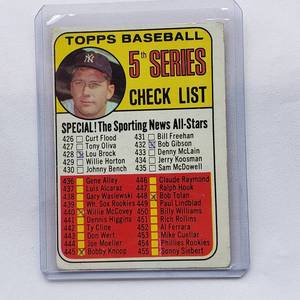 TOPPS BASEBALL
5th SERIES
CHECK LIST
SPECIAL! The Sporting News All-Stars
426 Curt Flood
427 Tony Oliva
428 Lou Brock
429 Willie Horton
430 Johnny Bench
431 Bill Freehan
432 Bob Gibson
433 Denny McLain
434 Jerry Koosman
435 Sam McDowell
436 Gene Alley
437 Luis Alcaraz
438 Gary Waslewski
439 Wh. Sox Rookies
440 Willie McCovey
441 Dennis Higgins
442 Ty Cline
443 Don Wert
444 Joe Moeller
445 Bobby Knoop
446 Claude Raymond
447 Ralph Houk
448 Bob Tolan
449 Paul Lindblad
450 Billy Williams
451 Rich Rollins
452 Al Ferrara
453 Mike Cuellar
454 Phillies Rookies
455 Sonny Siebert